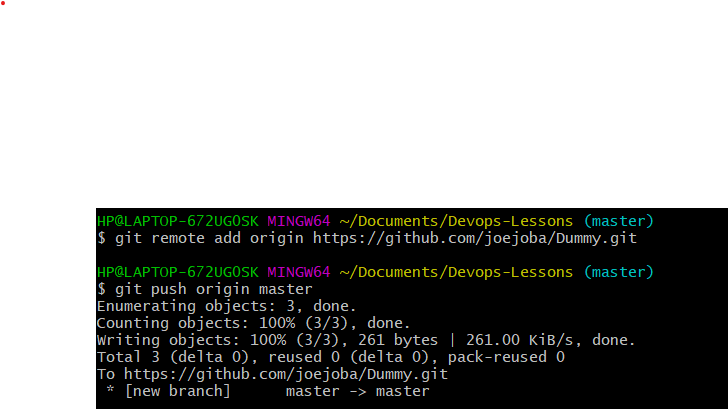 HP@LAPTOP-672UGOSK MINGW64 ~/Documents/Devops-Lessons (master)
$ git remote add origin https://github.com/joejoba/Dummy.git
HP@LAPTOP-672UGOSK MINGW64 ~/Documents/Devops-Lessons (master)
$ git push origin master
Enumerating objects: 3, done.
Counting objects: 100% (3/3), done.
Writing objects: 100% (3/3), 261 bytes | 261.00 KiB/s, done.
Total 3 (delta 0), reused 0 (delta 0), pack-reused 0
To https://github.com/joejoba/Dummy.git
 * [new branch]      master -> master